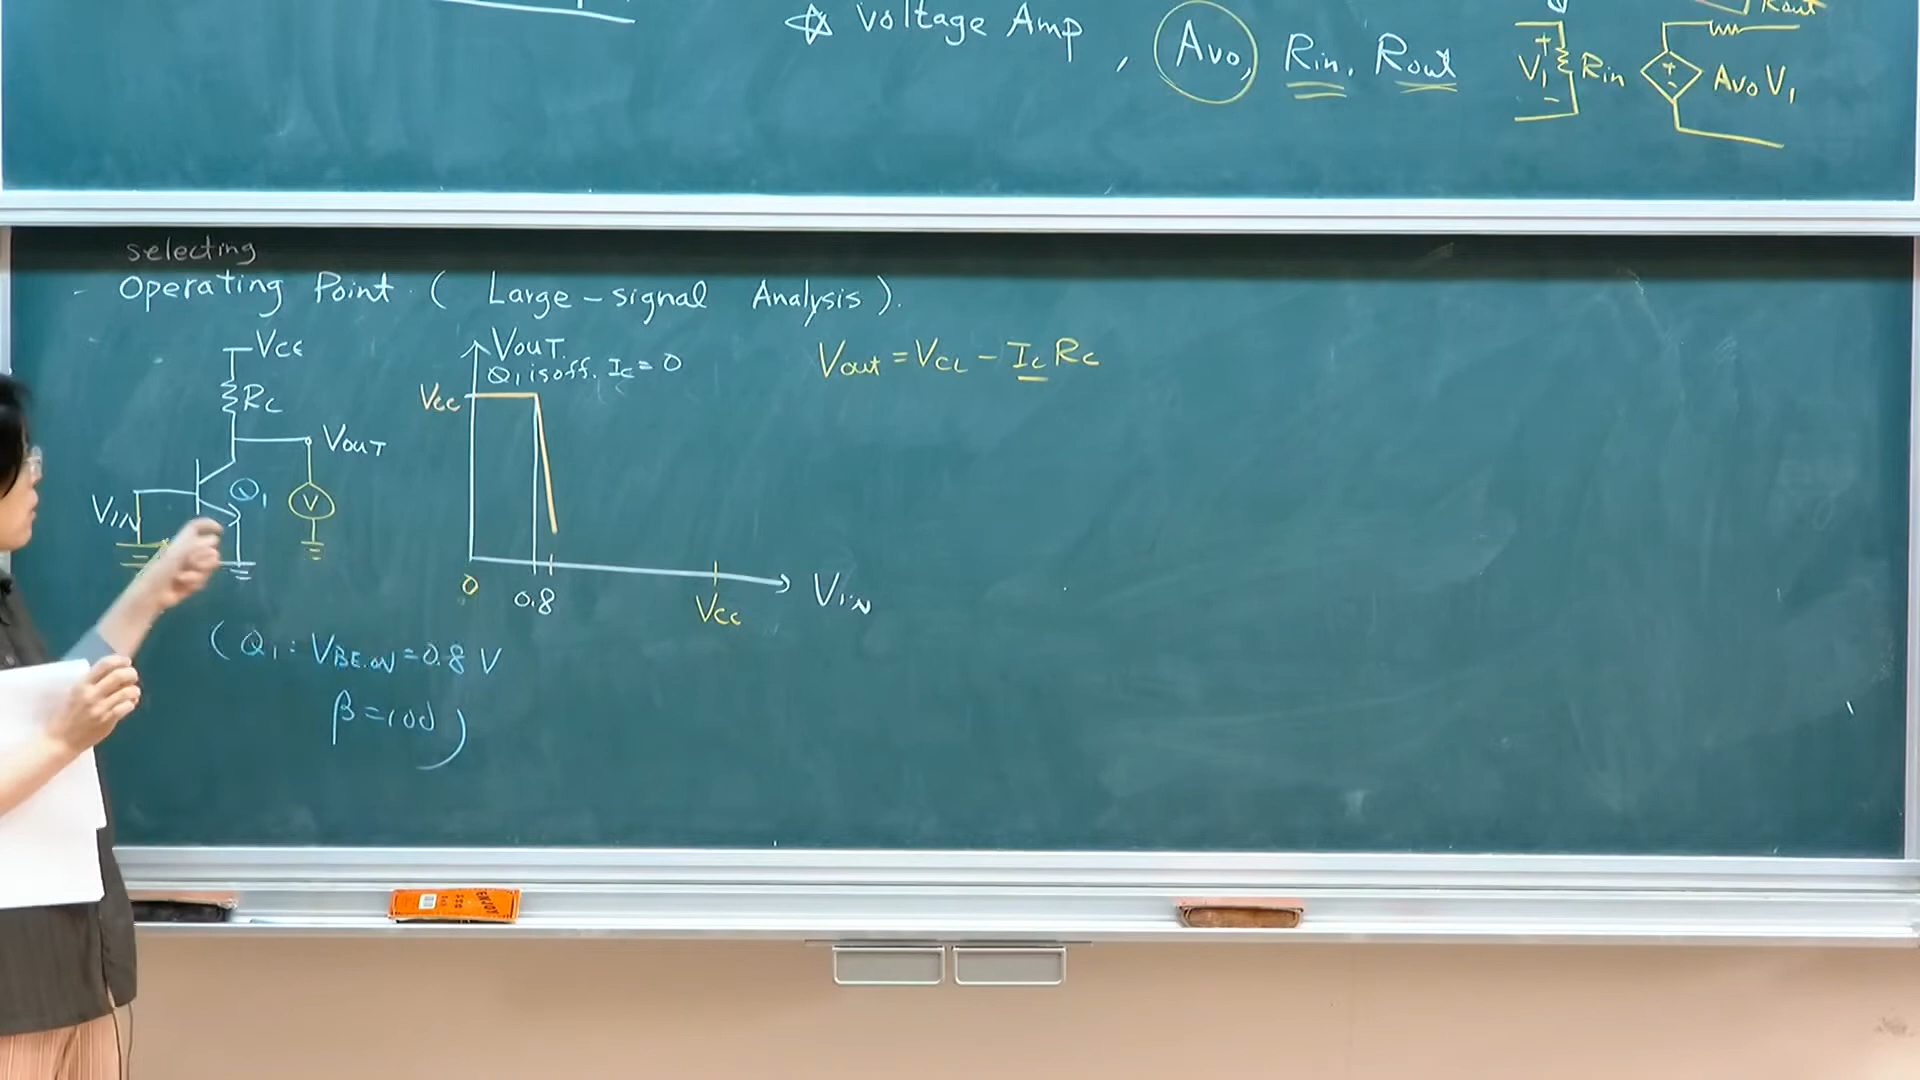 ☆ Voltage Amp, Avo, Rin, Rout
Rout
+
V1
-
Rin
+
-
Avo V1
selecting
- Operating Point. ( Large-signal Analysis ).
VCC
RC
VOUT
VIN
Q1
V
VOUT.
Q1 is off. Ic = 0
Vcc
0
0.8
Vcc
VIN
Vout = VCC - Ic Rc
( Q1 : VBE.ON = 0.8 V
β = 100 )
ENJOY